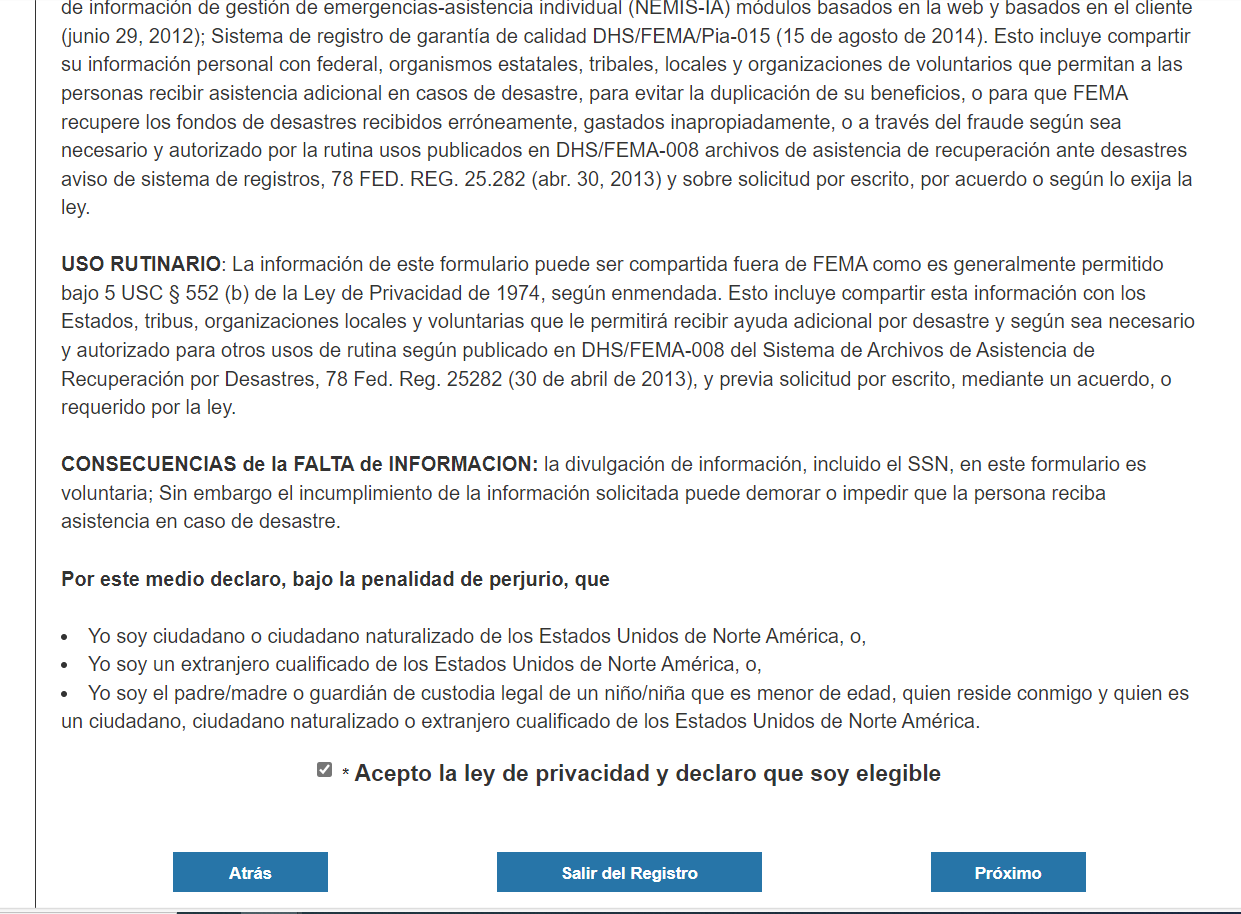 de información de gestión de emergencias-asistencia individual (NEMIS-IA) módulos basados en la web y basados en el cliente
(junio 29, 2012); Sistema de registro de garantía de calidad DHS/FEMA/Pia-015 (15 de agosto de 2014). Esto incluye compartir
su información personal con federal, organismos estatales, tribales, locales y organizaciones de voluntarios que permitan a las
personas recibir asistencia adicional en casos de desastre, para evitar la duplicación de su beneficios, o para que FEMA
recupere los fondos de desastres recibidos erróneamente, gastados inapropiadamente, o a través del fraude según sea
necesario y autorizado por la rutina usos publicados en DHS/FEMA-008 archivos de asistencia de recuperación ante desastres
aviso de sistema de registros, 78 FED. REG. 25.282 (abr. 30, 2013) y sobre solicitud por escrito, por acuerdo o según lo exija la
ley.
USO RUTINARIO: La información de este formulario puede ser compartida fuera de FEMA como es generalmente permitido
bajo 5 USC § 552 (b) de la Ley de Privacidad de 1974, según enmendada. Esto incluye compartir esta información con los
Estados, tribus, organizaciones locales y voluntarias que le permitirá recibir ayuda adicional por desastre y según sea necesario
y autorizado para otros usos de rutina según publicado en DHS/FEMA-008 del Sistema de Archivos de Asistencia de
Recuperación por Desastres, 78 Fed. Reg. 25282 (30 de abril de 2013), y previa solicitud por escrito, mediante un acuerdo, o
requerido por la ley.
CONSECUENCIAS de la FALTA de INFORMACION: la divulgación de información, incluido el SSN, en este formulario es
voluntaria; Sin embargo el incumplimiento de la información solicitada puede demorar o impedir que la persona reciba
asistencia en caso de desastre.
Por este medio declaro, bajo la penalidad de perjurio, que
• Yo soy ciudadano o ciudadano naturalizado de los Estados Unidos de Norte América, o,
• Yo soy un extranjero cualificado de los Estados Unidos de Norte América, o,
• Yo soy el padre/madre o guardián de custodia legal de un niño/niña que es menor de edad, quien reside conmigo y quien es
un ciudadano, ciudadano naturalizado o extranjero cualificado de los Estados Unidos de Norte América.
* Acepto la ley de privacidad y declaro que soy elegible
Atrás
Salir del Registro
Próximo